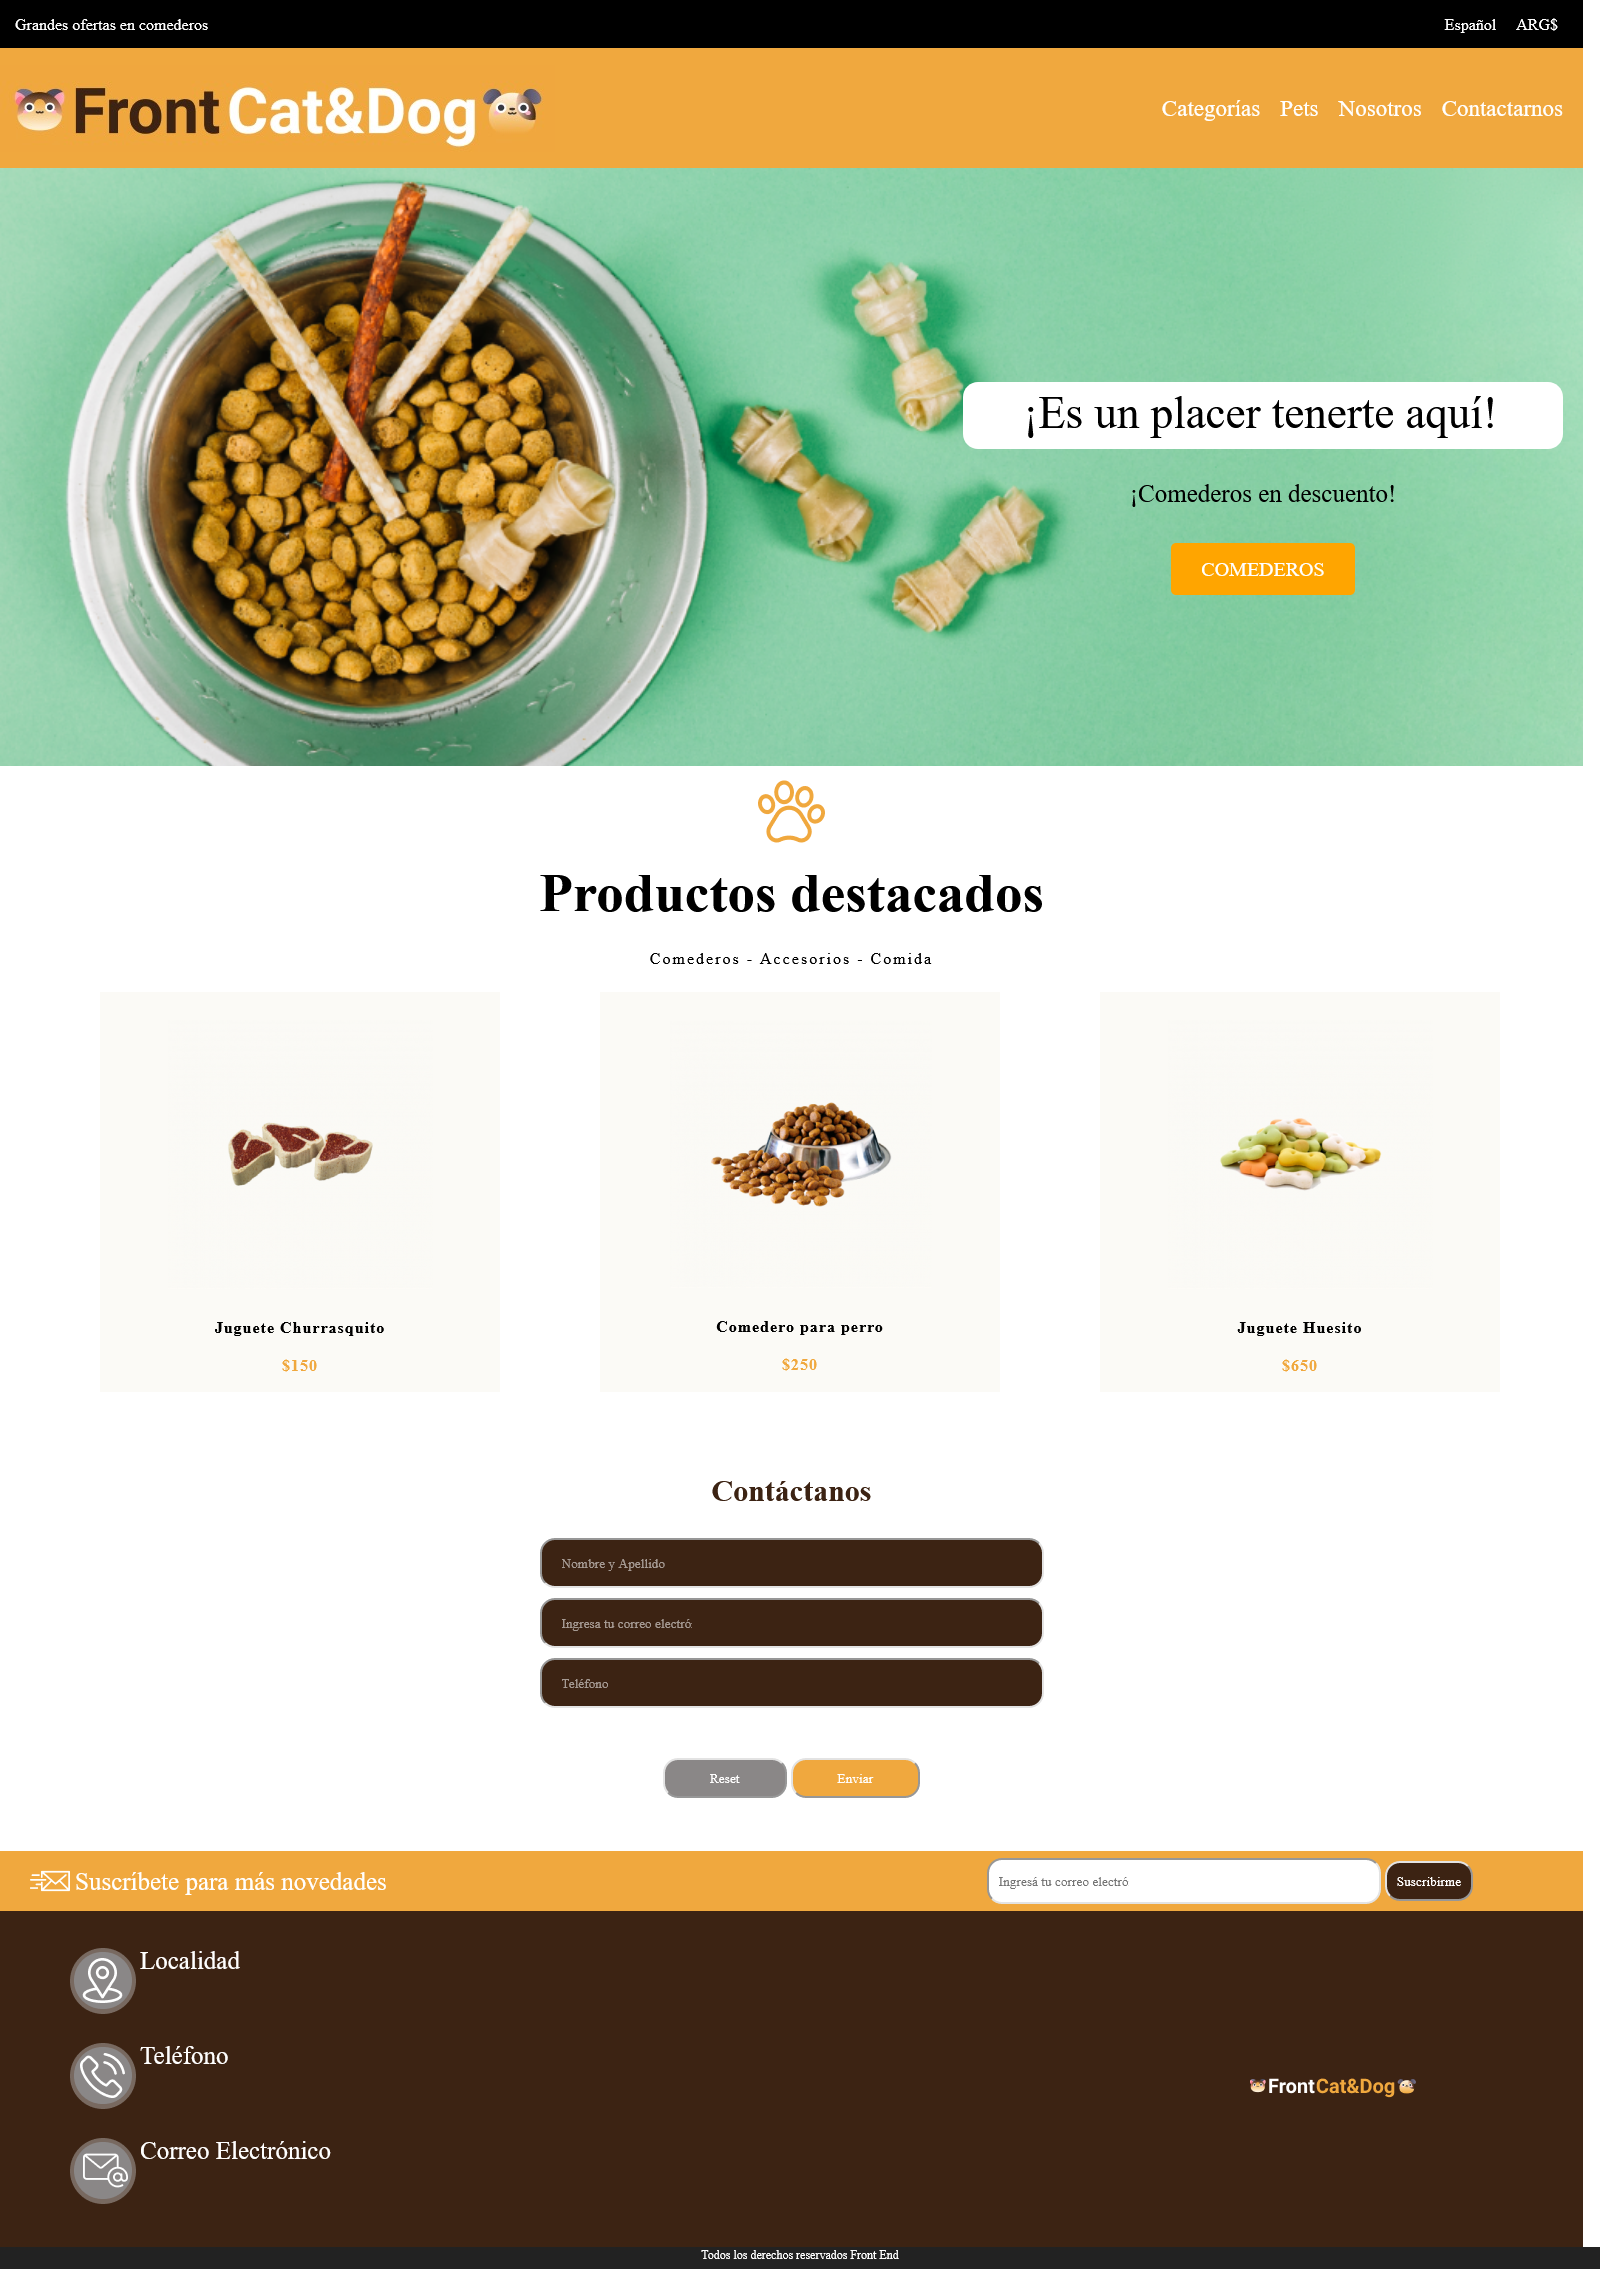 Grandes ofertas en comederos
Español ARG$
Front Cat&Dog
Categorías Pets Nosotros Contactarnos
¡Es un placer tenerte aquí!
¡Comederos en descuento!
COMEDEROS
Productos destacados
Comederos - Accesorios - Comida
Juguete Churrasquito
$150
Comedero para perro
$250
Juguete Huesito
$650
Contáctanos
Nombre y Apellido
Ingresa tu correo electró
Teléfono
Reset
Enviar
Suscríbete para más novedades
Ingresá tu correo electró
Suscribirme
Localidad
Teléfono
Correo Electrónico
FrontCat&Dog
Todos los derechos reservados Front End